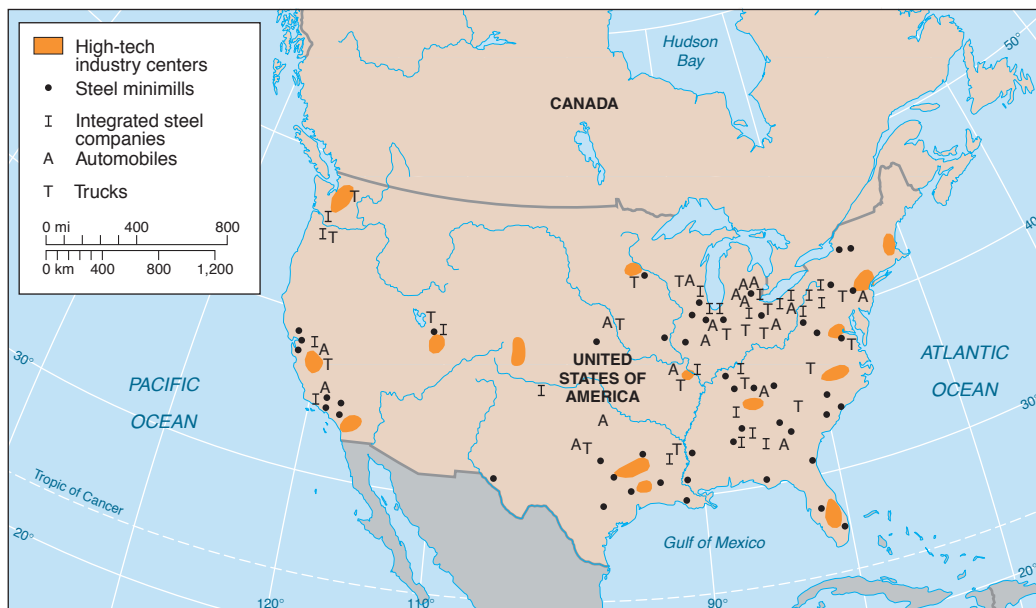 High-tech
industry centers
Steel minimills
I Integrated steel
companies
A Automobiles
T Trucks
0 mi 400 800
0 km 400 800 1,200
Hudson
Bay
CANADA
50°
40°
30°
20°
UNITED
STATES OF
AMERICA
PACIFIC
OCEAN
ATLANTIC
OCEAN
30°
20°
Tropic of Cancer
Gulf of Mexico
120°
110°
90°
80°
T
I
I T
T
I
I
A
T
A
I
I
A T
A
A T
T
T A
I
I I
A
A
T
A A
A
A
I
I
T
T
T
I
A
I
I
I
I
I
I
T A
T
A I
T
I
T
A
I
I
I
I
A
T
T
I
T